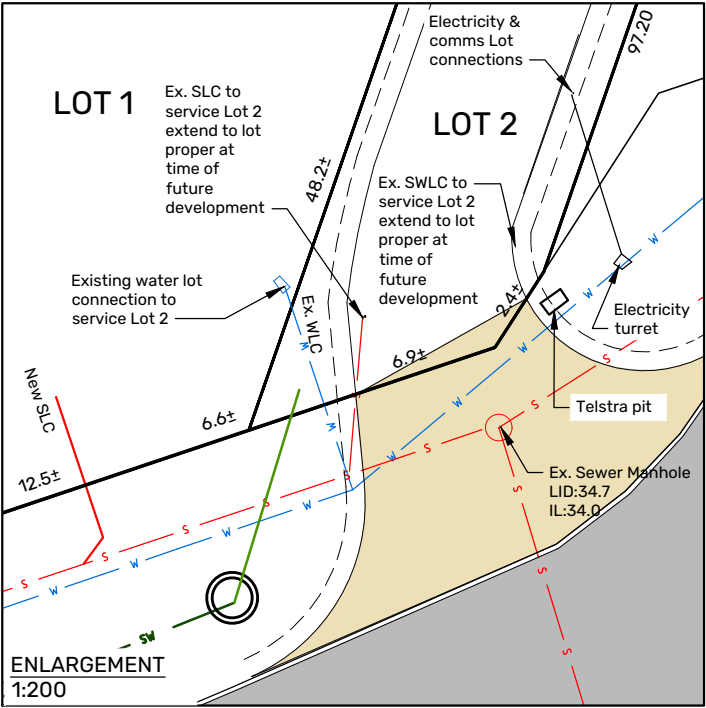 Electricity &
comms Lot
connections
97.20
LOT 1
Ex. SLC to
service Lot 2
extend to lot
proper at
time of
future
development
LOT 2
48.2±
Ex. SWLC to
service Lot 2
extend to lot
proper at
time of
future
development
W
Existing water lot
connection to
service Lot 2
Ex. WLC
2.4±
W
Electricity
turret
W
W
6.9±
S
New SLC
6.6±
W
W
Telstra pit
S
S
12.5±
W
S
Ex. Sewer Manhole
LID:34.7
IL:34.0
S
W
S
S
W
S
W
S
W
S
SW
S
ENLARGEMENT
1:200